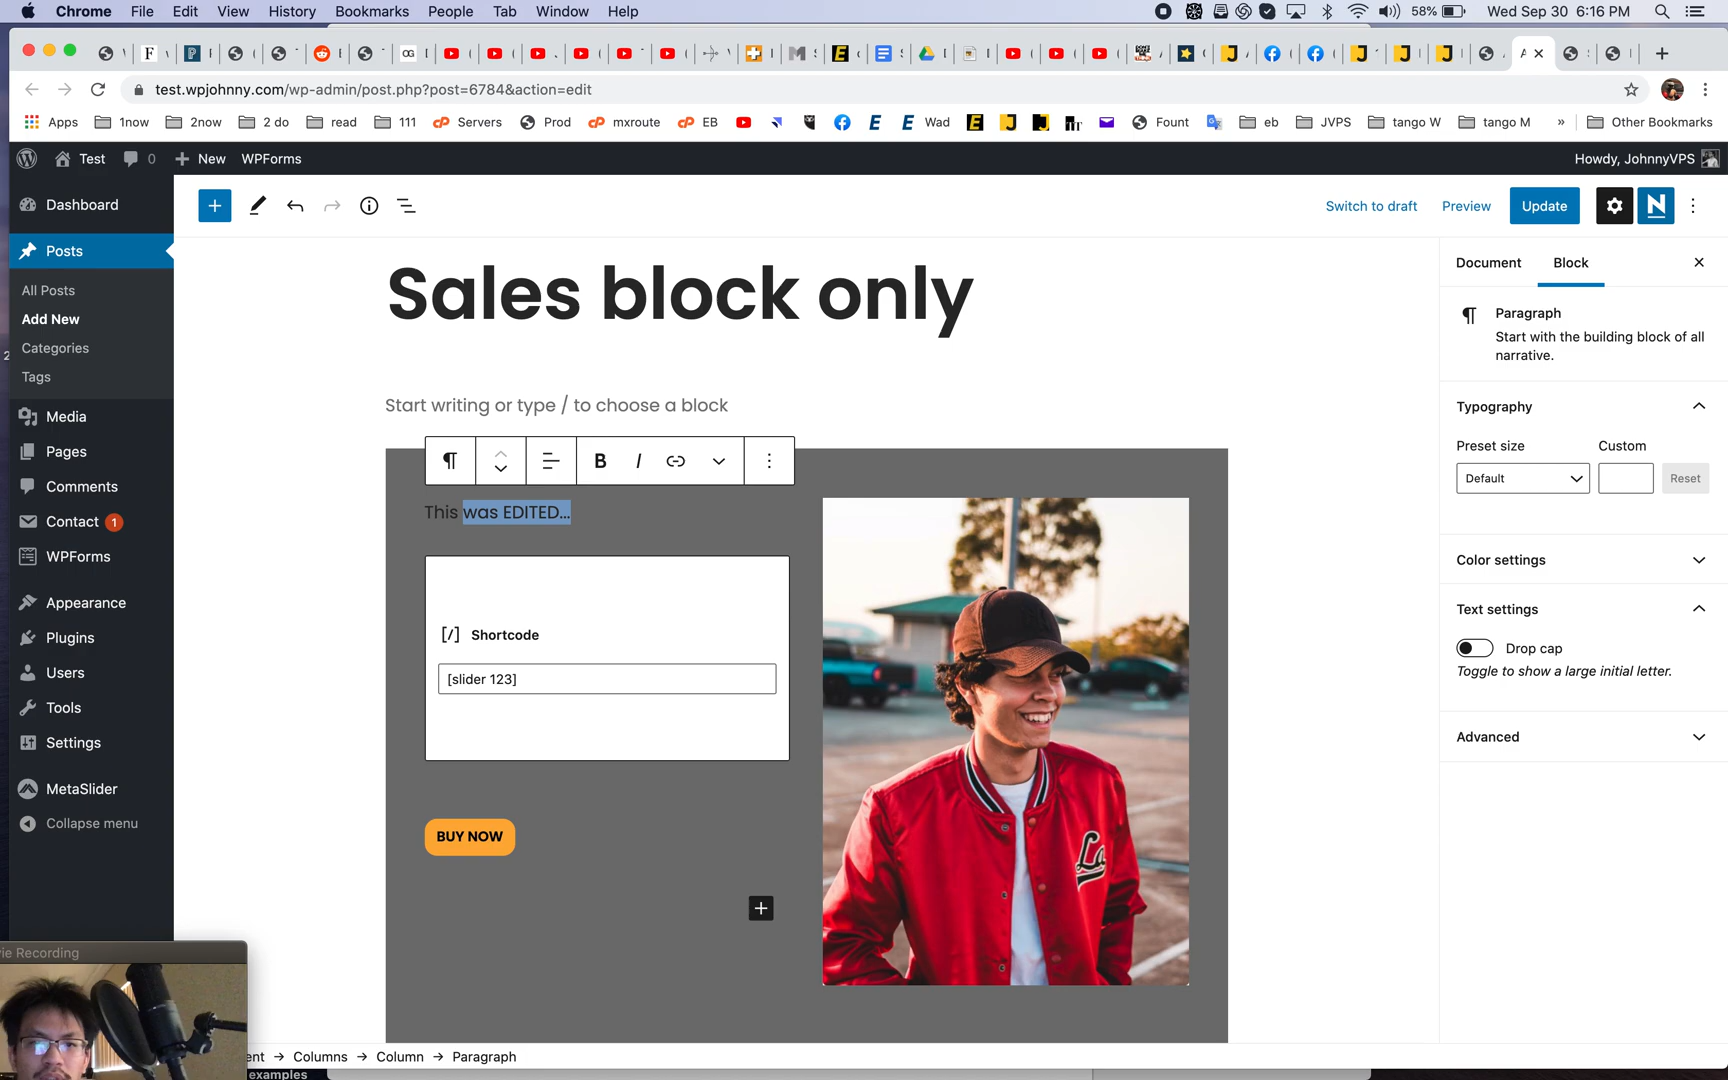 Chrome File Edit View History Bookmarks People Tab Window Help 58% Wed Sep 30 6:16 PM
test.wpjohnny.com/wp-admin/post.php?post=6784&action=edit
Apps 1now 2now 2 do read 111 Servers Prod mxroute EB Wad Fount eb JVPS tango W tango M » Other Bookmarks
Test 0 New WPForms Howdy, JohnnyVPS
Dashboard
Posts
All Posts
Add New
Categories
Tags
Media
Pages
Comments
Contact 1
WPForms
Appearance
Plugins
Users
Tools
Settings
MetaSlider
Collapse menu
Switch to draft Preview Update
Sales block only
Start writing or type / to choose a block
B I
This was EDITED...
[/] Shortcode
[slider 123]
BUY NOW
Document Block
Paragraph
Start with the building block of all
narrative.
Typography
Preset size Custom
Default Reset
Color settings
Text settings
Drop cap
Toggle to show a large initial letter.
Advanced
ie Recording
ent → Columns → Column → Paragraph
examples